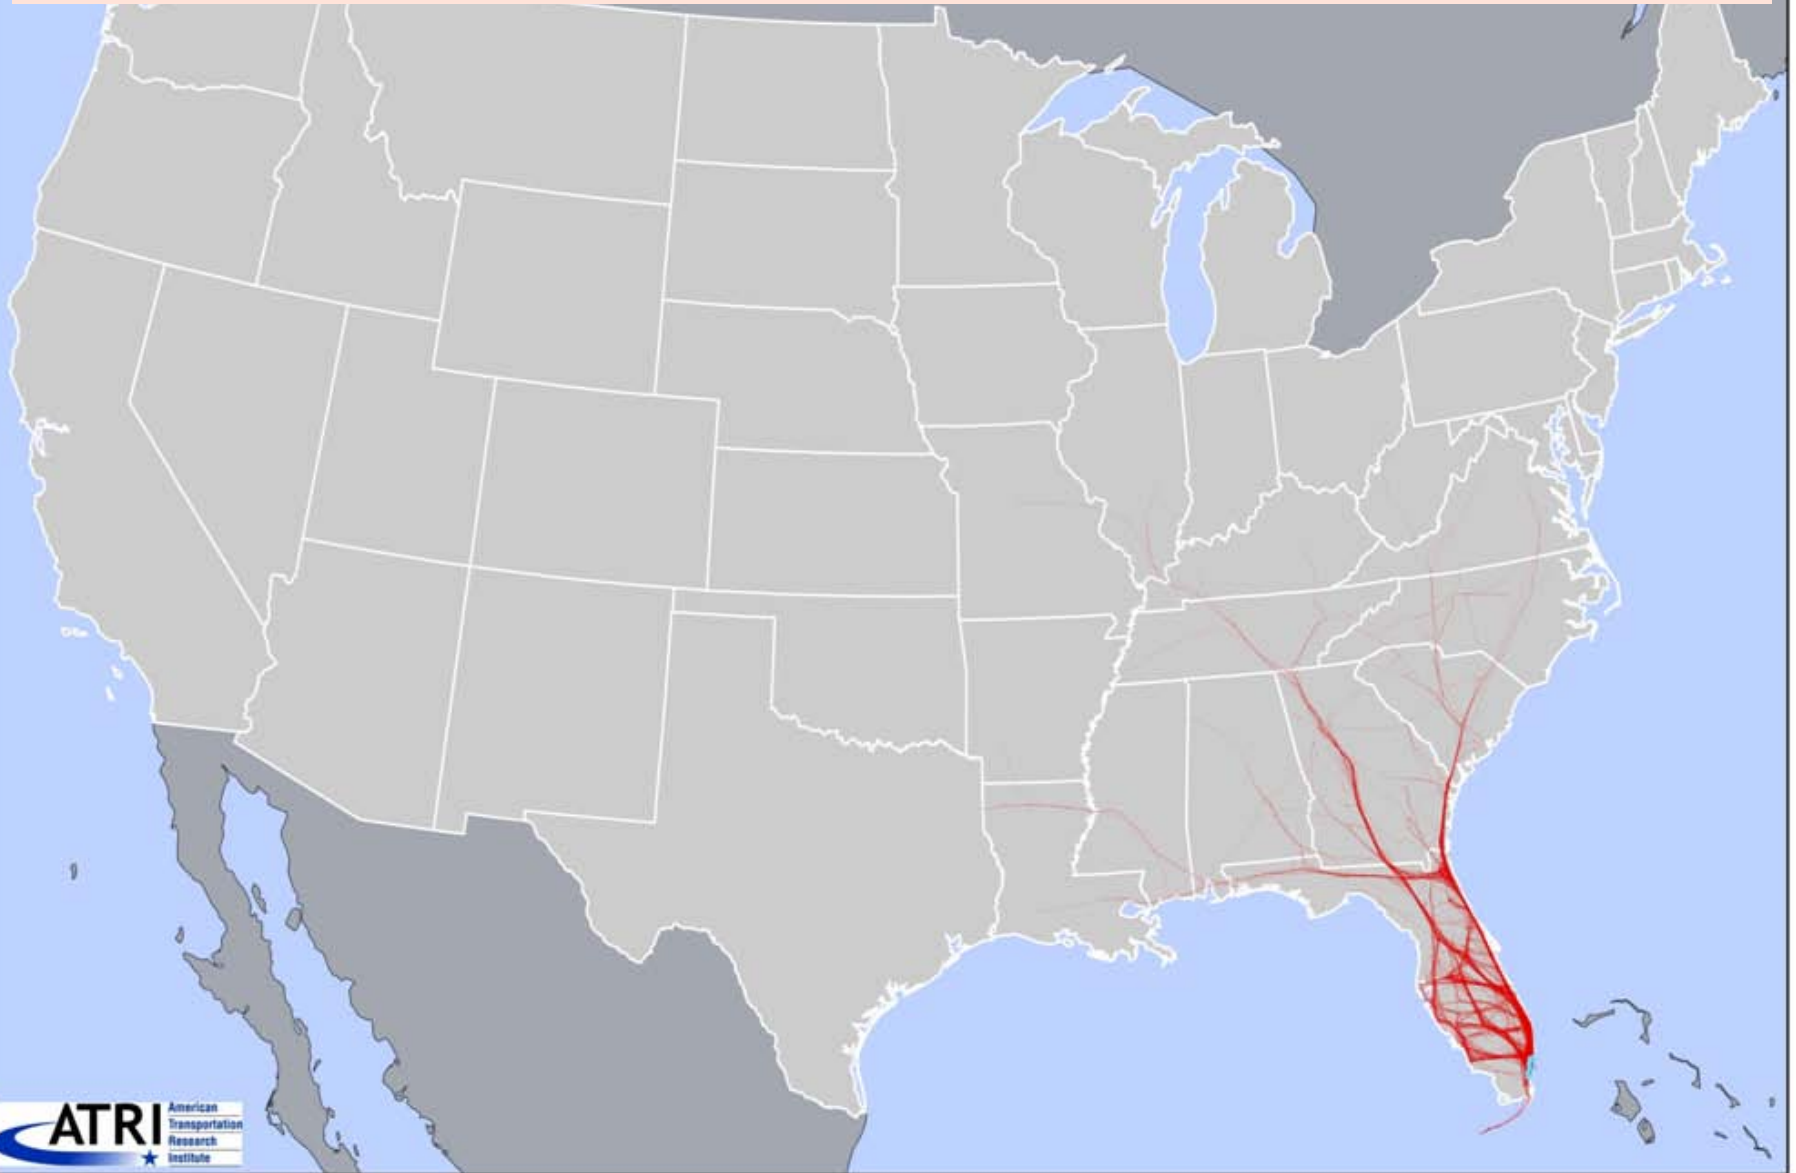 ATRI
American
Transportation
Research
Institute